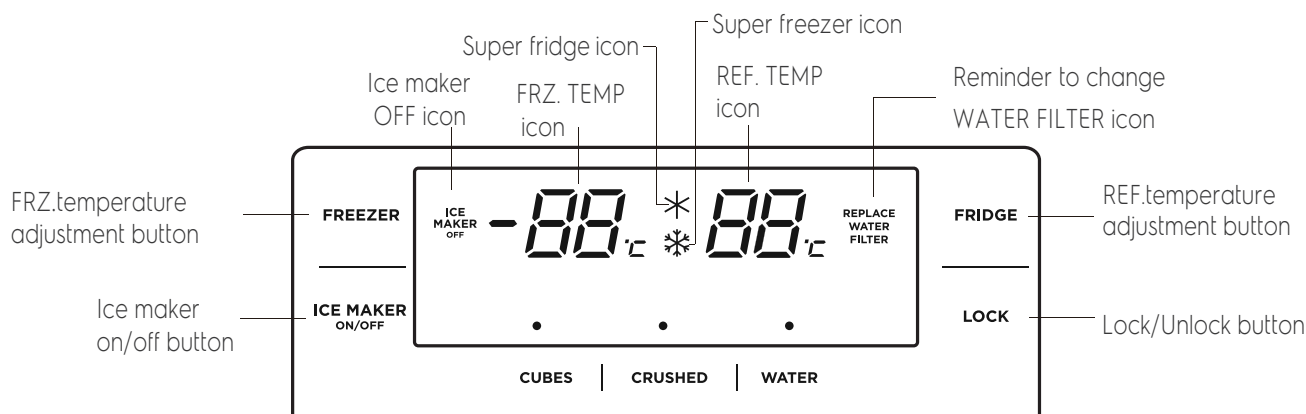 Super freezer icon
Super fridge icon
Ice maker
OFF icon
FRZ. TEMP
icon
REF. TEMP
icon
Reminder to change
WATER FILTER icon
FRZ.temperature
adjustment button
FREEZER
ICE
MAKER
OFF
-88°C
88°C
REPLACE
WATER
FILTER
FRIDGE
REF.temperature
adjustment button
Ice maker
on/off button
ICE MAKER
ON/OFF
LOCK
Lock/Unlock button
CUBES
CRUSHED
WATER